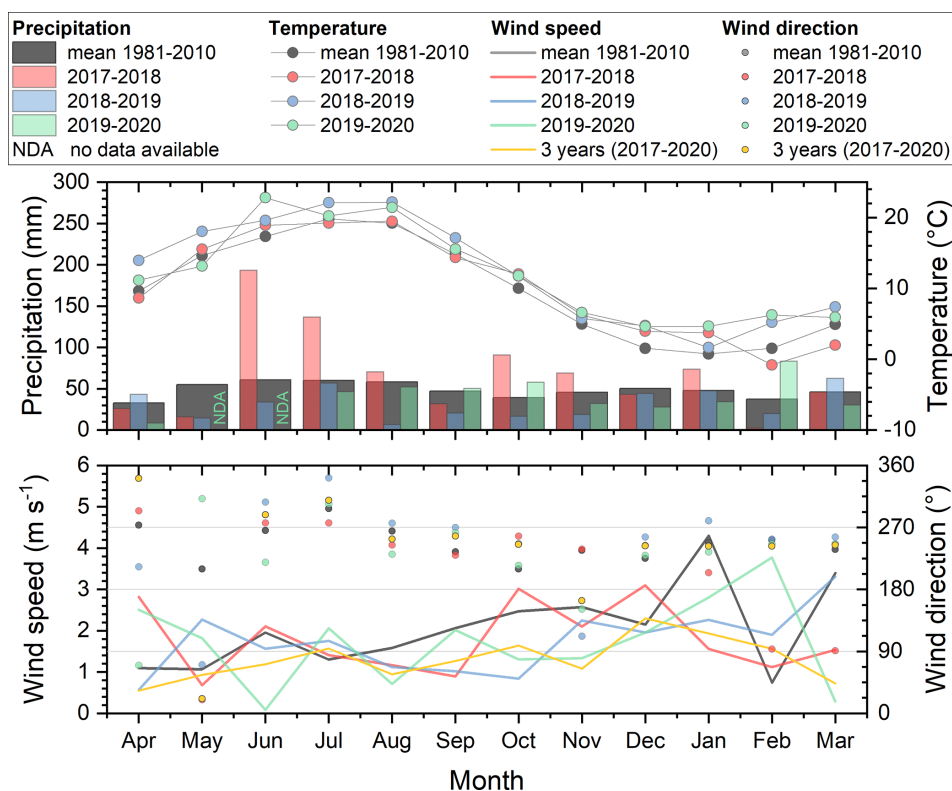 Precipitation Temperature Wind speed Wind direction
mean 1981-2010 mean 1981-2010 mean 1981-2010 mean 1981-2010
2017-2018 2017-2018 2017-2018 2017-2018
2018-2019 2018-2019 2018-2019 2018-2019
2019-2020 2019-2020 2019-2020 2019-2020
NDA no data available 3 years (2017-2020) 3 years (2017-2020)
300
250 20
200
150 10
100 0
50
0 -10
Precipitation (mm)
Temperature (°C)
NDA NDA
6 360
5 270
4
3 180
2 90
1
0 0
Wind speed (m s⁻¹)
Wind direction (°)
Apr May Jun Jul Aug Sep Oct Nov Dec Jan Feb Mar
Month